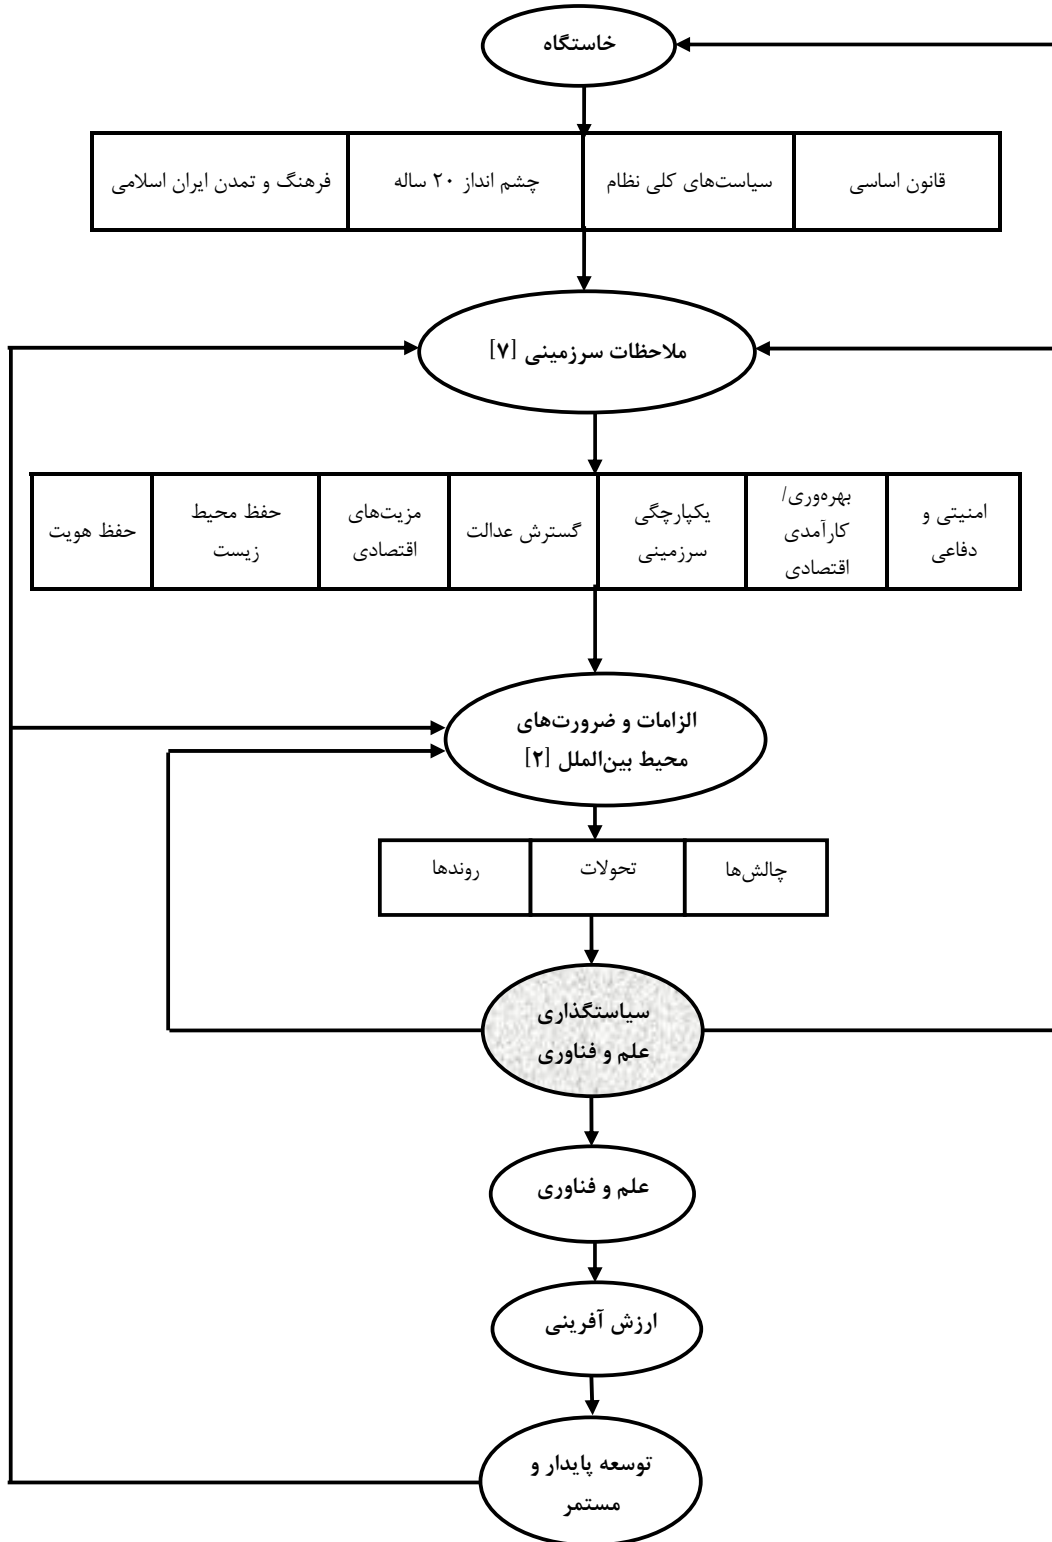 خاستگاه
قانون اساسی
سیاست‌های کلی نظام
چشم انداز ۲۰ ساله
فرهنگ و تمدن ایران اسلامی
ملاحظات سرزمینی [۷]
امنیتی و
دفاعی
بهره‌وری/
کارآمدی
اقتصادی
یکپارچگی
سرزمینی
گسترش عدالت
مزیت‌های
اقتصادی
حفظ محیط
زیست
حفظ هویت
الزامات و ضرورت‌های
محیط بین‌الملل [۲]
چالش‌ها
تحولات
روندها
سیاستگذاری
علم و فناوری
علم و فناوری
ارزش آفرینی
توسعه پایدار و
مستمر